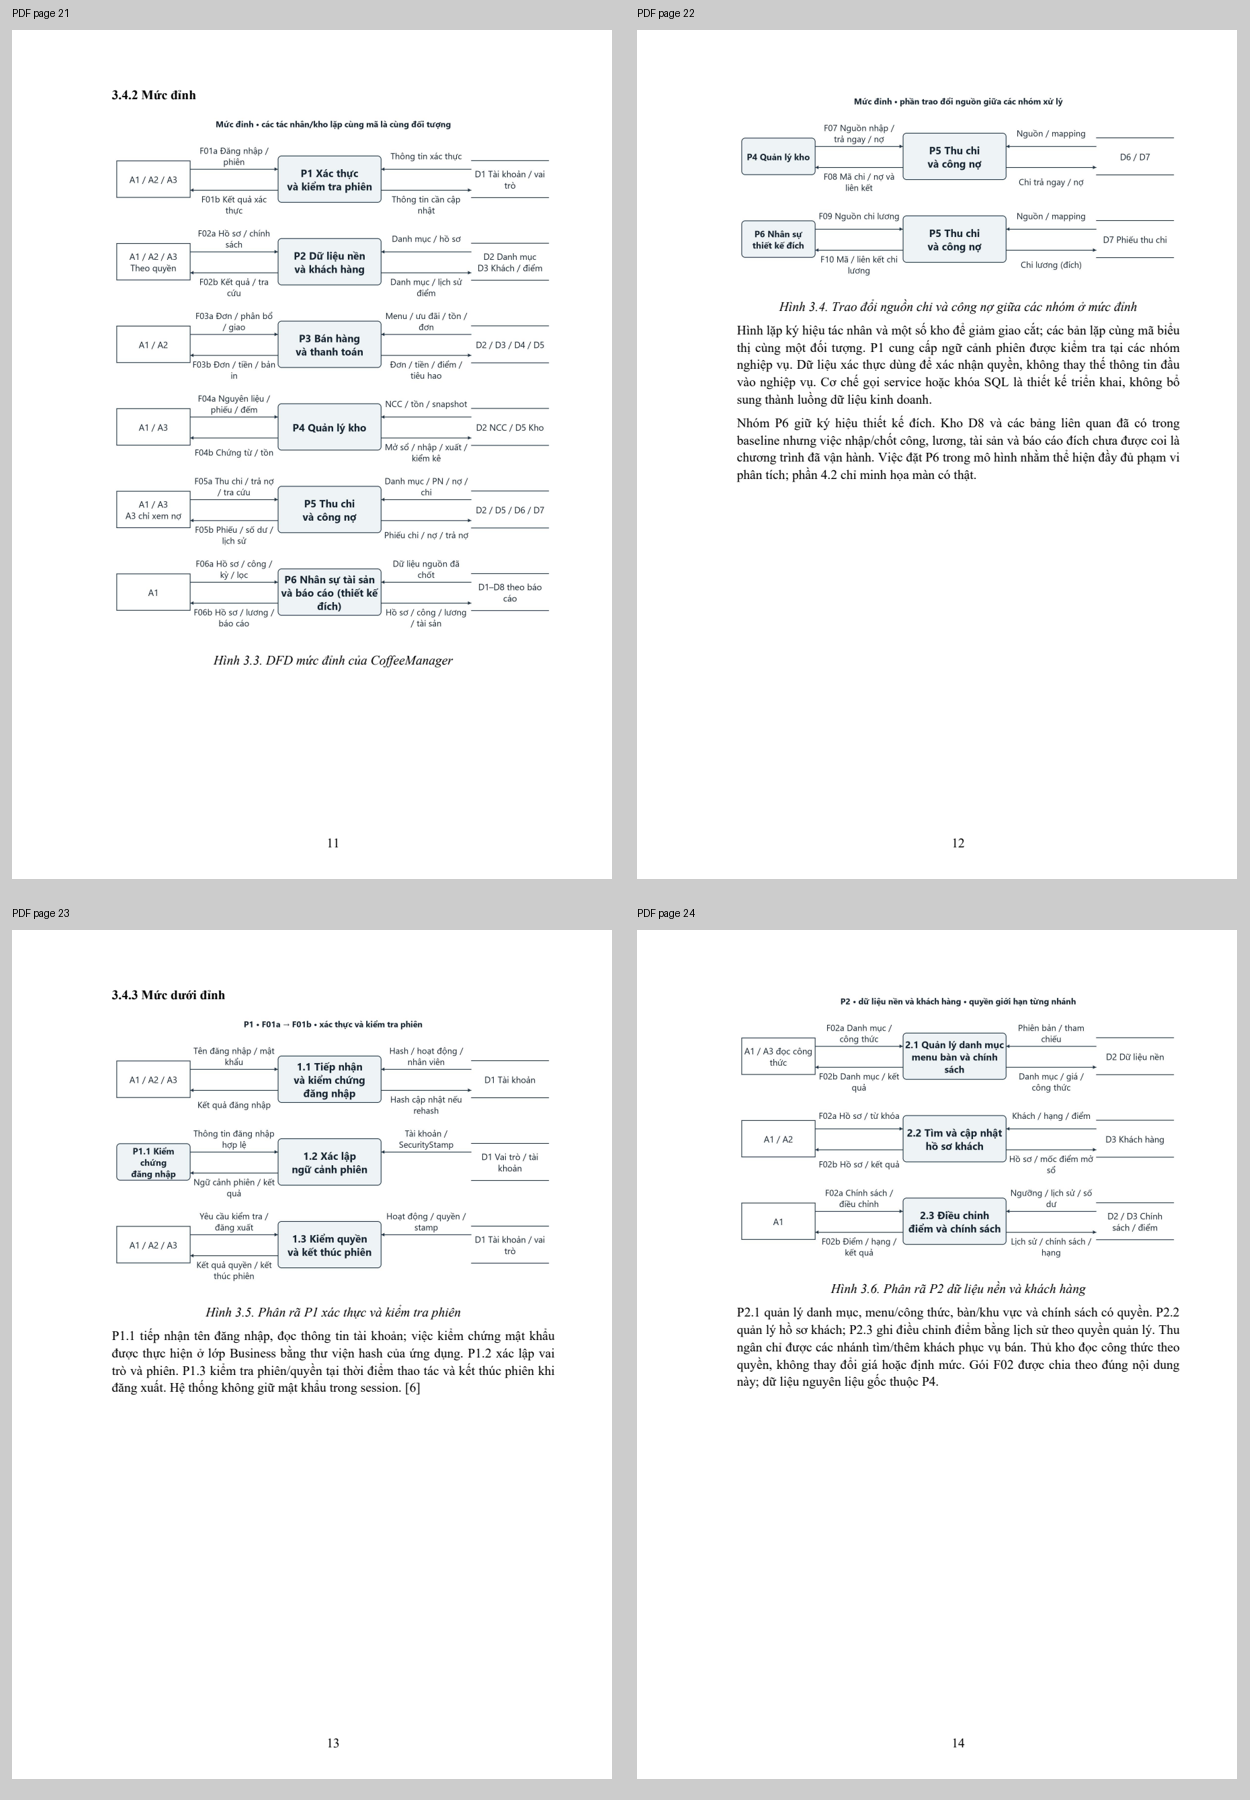 PDF page 21
3.4.2 Mức đỉnh
Mức đỉnh • các tác nhân/kho lặp cùng mã là cùng đối tượng
A1 / A2 / A3
F01a Đăng nhập /
phiên
F01b Kết quả xác
thực
P1 Xác thực
và kiểm tra phiên
Thông tin xác thực
Thông tin cần cập
nhật
D1 Tài khoản / vai
trò
A1 / A2 / A3
Theo quyền
F02a Hồ sơ / chính
sách
F02b Kết quả / tra
cứu
P2 Dữ liệu nền
và khách hàng
Danh mục / hồ sơ
Danh mục / lịch sử
điểm
D2 Danh mục
D3 Khách / điểm
A1 / A2
F03a Đơn / phân bổ
/ giao
F03b Đơn / tiền / bản
in
P3 Bán hàng
và thanh toán
Menu / ưu đãi / tồn /
đơn
Đơn / tiền / điểm /
tiêu hao
D2 / D3 / D4 / D5
A1 / A3
F04a Nguyên liệu /
phiếu / đếm
F04b Chứng từ / tồn
P4 Quản lý kho
NCC / tồn / snapshot
Mở sổ / nhập / xuất /
kiểm kê
D2 NCC / D5 Kho
A1 / A3
A3 chỉ xem nợ
F05a Thu chi / trả nợ
/ tra cứu
F05b Phiếu / số dư /
lịch sử
P5 Thu chi
và công nợ
Danh mục / PN / nợ /
chi
Phiếu chi / nợ / trả nợ
D2 / D5 / D6 / D7
A1
F06a Hồ sơ / công /
kỳ / lọc
F06b Hồ sơ / lương /
báo cáo
P6 Nhân sự tài sản
và báo cáo (thiết kế
đích)
Dữ liệu nguồn đã
chốt
Hồ sơ / công / lương
/ tài sản
D1–D8 theo báo
cáo
Hình 3.3. DFD mức đỉnh của CoffeeManager
11
PDF page 22
Mức đỉnh • phần trao đổi nguồn giữa các nhóm xử lý
P4 Quản lý kho
F07 Nguồn nhập /
trả ngay / nợ
F08 Mã chi / nợ và
liên kết
P5 Thu chi
và công nợ
Nguồn / mapping
Chi trả ngay / nợ
D6 / D7
P6 Nhân sự
thiết kế đích
F09 Nguồn chi lương
F10 Mã / liên kết chi
lương
P5 Thu chi
và công nợ
Nguồn / mapping
Chi lương (đích)
D7 Phiếu thu chi
Hình 3.4. Trao đổi nguồn chi và công nợ giữa các nhóm ở mức đỉnh
Hình lặp ký hiệu tác nhân và một số kho để giảm giao cắt; các bản lặp cùng mã biểu
thị cùng một đối tượng. P1 cung cấp ngữ cảnh phiên được kiểm tra tại các nhóm
nghiệp vụ. Dữ liệu xác thực dùng để xác nhận quyền, không thay thế thông tin đầu
vào nghiệp vụ. Cơ chế gọi service hoặc khóa SQL là thiết kế triển khai, không bổ
sung thành luồng dữ liệu kinh doanh.
Nhóm P6 giữ ký hiệu thiết kế đích. Kho D8 và các bảng liên quan đã có trong
baseline nhưng việc nhập/chốt công, lương, tài sản và báo cáo đích chưa được coi là
chương trình đã vận hành. Việc đặt P6 trong mô hình nhằm thể hiện đầy đủ phạm vi
phân tích; phần 4.2 chỉ minh họa màn có thật.
12
PDF page 23
3.4.3 Mức dưới đỉnh
P1 • F01a → F01b • xác thực và kiểm tra phiên
A1 / A2 / A3
Tên đăng nhập / mật
khẩu
Kết quả đăng nhập
1.1 Tiếp nhận
và kiểm chứng
đăng nhập
Hash / hoạt động /
nhân viên
Hash cập nhật nếu
rehash
D1 Tài khoản
P1.1 Kiểm
chứng
đăng nhập
Thông tin đăng nhập
hợp lệ
Ngữ cảnh phiên / kết
quả
1.2 Xác lập
ngữ cảnh phiên
Tài khoản /
SecurityStamp
D1 Vai trò / tài
khoản
A1 / A2 / A3
Yêu cầu kiểm tra /
đăng xuất
Kết quả quyền / kết
thúc phiên
1.3 Kiểm quyền
và kết thúc phiên
Hoạt động / quyền /
stamp
D1 Tài khoản / vai
trò
Hình 3.5. Phân rã P1 xác thực và kiểm tra phiên
P1.1 tiếp nhận tên đăng nhập, đọc thông tin tài khoản; việc kiểm chứng mật khẩu
được thực hiện ở lớp Business bằng thư viện hash của ứng dụng. P1.2 xác lập vai
trò và phiên. P1.3 kiểm tra phiên/quyền tại thời điểm thao tác và kết thúc phiên khi
đăng xuất. Hệ thống không giữ mật khẩu trong session. [6]
13
PDF page 24
P2 • dữ liệu nền và khách hàng • quyền giới hạn từng nhánh
A1 / A3 đọc công
thức
F02a Danh mục /
công thức
F02b Danh mục / kết
quả
2.1 Quản lý danh mục
menu bàn và chính
sách
Phiên bản / tham
chiếu
Danh mục / giá /
công thức
D2 Dữ liệu nền
A1 / A2
F02a Hồ sơ / từ khóa
F02b Hồ sơ / kết quả
2.2 Tìm và cập nhật
hồ sơ khách
Khách / hạng / điểm
Hồ sơ / mốc điểm mở
sổ
D3 Khách hàng
A1
F02a Chính sách /
điều chỉnh
F02b Điểm / hạng /
kết quả
2.3 Điều chỉnh
điểm và chính sách
Ngưỡng / lịch sử / số
dư
Lịch sử / chính sách /
hạng
D2 / D3 Chính
sách / điểm
Hình 3.6. Phân rã P2 dữ liệu nền và khách hàng
P2.1 quản lý danh mục, menu/công thức, bàn/khu vực và chính sách có quyền. P2.2
quản lý hồ sơ khách; P2.3 ghi điều chỉnh điểm bằng lịch sử theo quyền quản lý. Thu
ngân chỉ được các nhánh tìm/thêm khách phục vụ bán. Thủ kho đọc công thức theo
quyền, không thay đổi giá hoặc định mức. Gói F02 được chia theo đúng nội dung
này; dữ liệu nguyên liệu gốc thuộc P4.
14